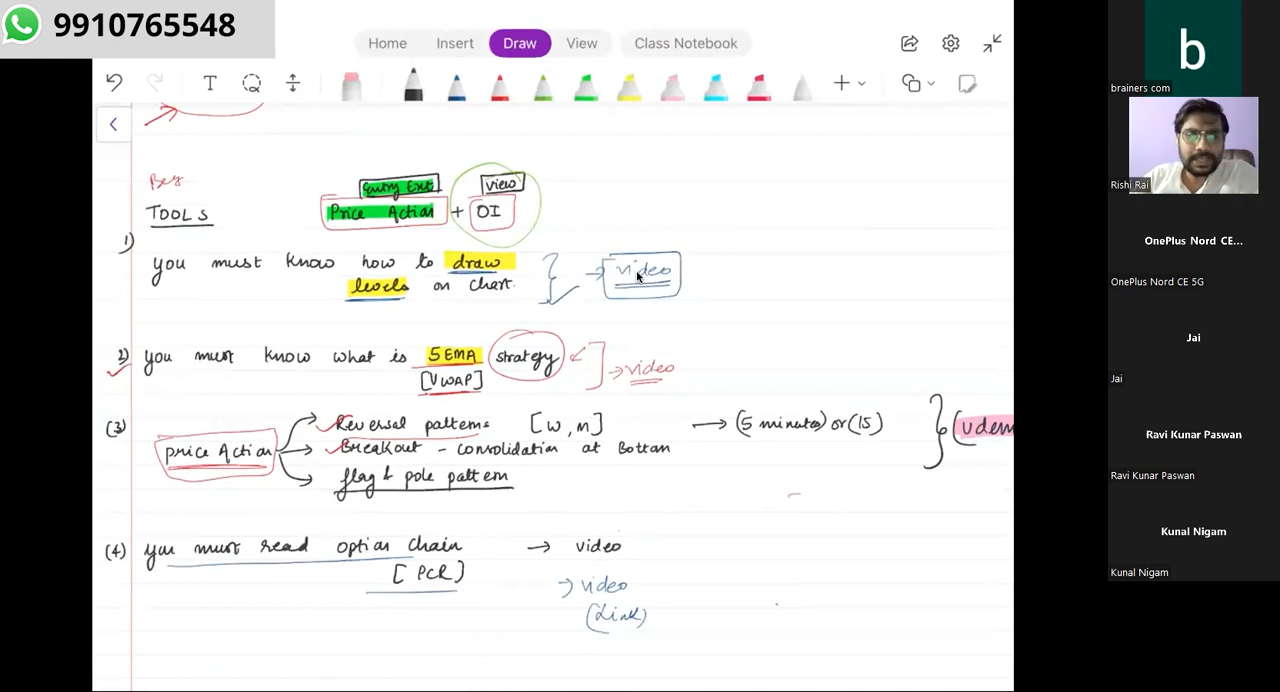 9910765548
Home Insert Draw View Class Notebook
b
brainers com
Rishi Rai
OnePlus Nord CE...
OnePlus Nord CE 5G
Jai
Jai
Ravi Kunar Paswan
Ravi Kunar Paswan
Kunal Nigam
Kunal Nigam
Entry Exit view
TOOLS Price Action + OI
1) you must know how to draw
levels on chart. → video
2) you must know what is 5EMA strategy
[VWAP] → video
(3) price Action → Reversal patterns [W, M] → (5 minutes) or (15) (udem
→ Breakout - consolidation at Bottom
→ flag & pole pattern
(4) you must read option chain → video
[PCR] → video
(Link)